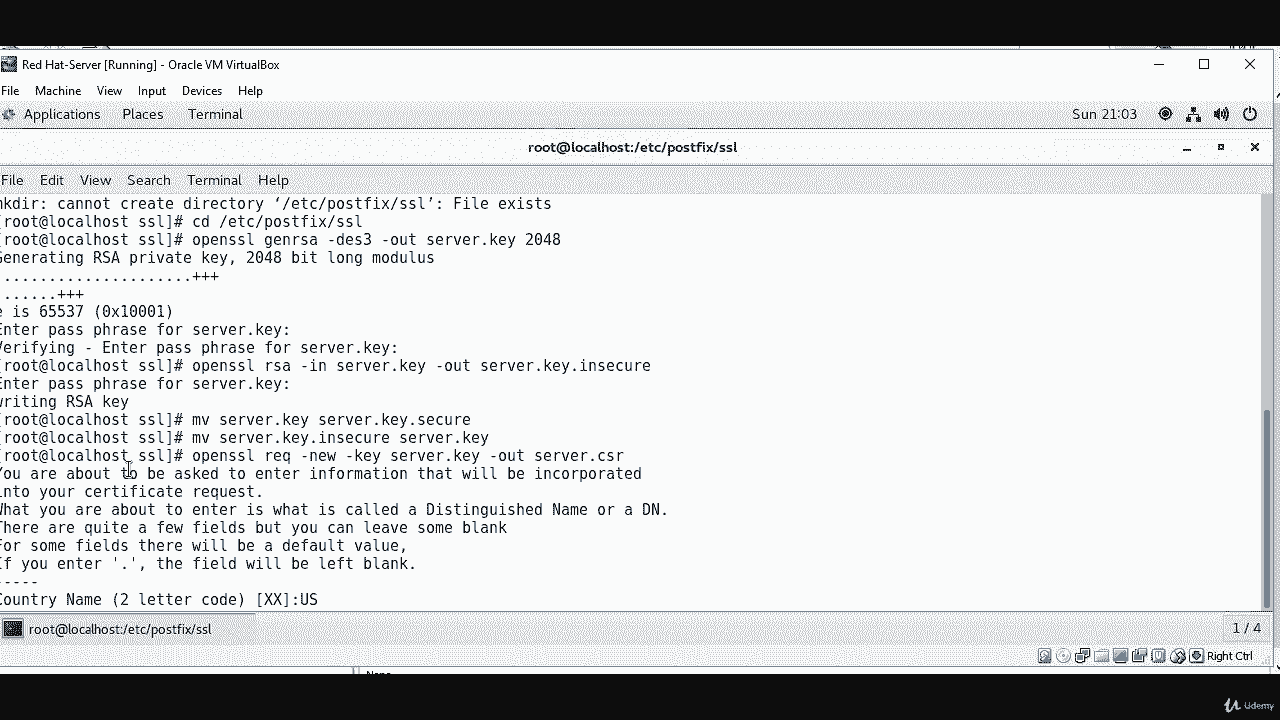 Red Hat-Server [Running] - Oracle VM VirtualBox
File Machine View Input Devices Help
Applications Places Terminal Sun 21:03
root@localhost:/etc/postfix/ssl
File Edit View Search Terminal Help
mkdir: cannot create directory ‘/etc/postfix/ssl’: File exists
[root@localhost ssl]# cd /etc/postfix/ssl
[root@localhost ssl]# openssl genrsa -des3 -out server.key 2048
Generating RSA private key, 2048 bit long modulus
.....................+++
.......+++
e is 65537 (0x10001)
Enter pass phrase for server.key:
Verifying - Enter pass phrase for server.key:
[root@localhost ssl]# openssl rsa -in server.key -out server.key.insecure
Enter pass phrase for server.key:
writing RSA key
[root@localhost ssl]# mv server.key server.key.secure
[root@localhost ssl]# mv server.key.insecure server.key
[root@localhost ssl]# openssl req -new -key server.key -out server.csr
You are about to be asked to enter information that will be incorporated
into your certificate request.
What you are about to enter is what is called a Distinguished Name or a DN.
There are quite a few fields but you can leave some blank
For some fields there will be a default value,
If you enter '.', the field will be left blank.
-----
Country Name (2 letter code) [XX]:US
root@localhost:/etc/postfix/ssl 1 / 4
Right Ctrl
Udemy